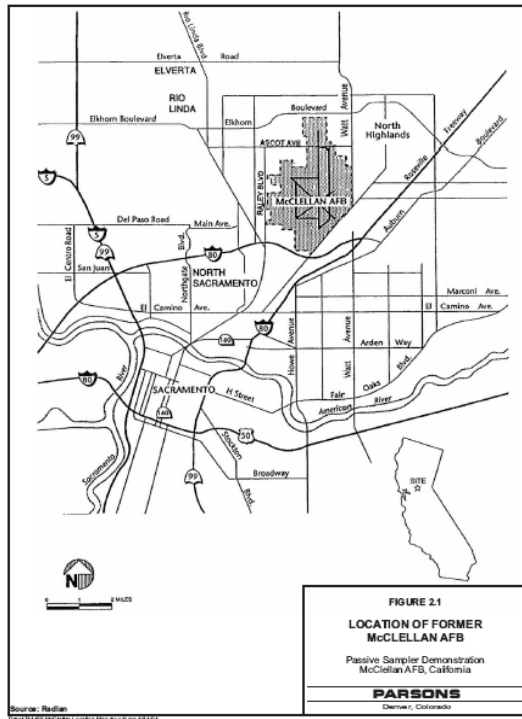 Rio Linda Blvd
Elverta Road
ELVERTA
RIO
LINDA
Elkhorn Boulevard
Elkhorn
Boulevard
Watt
Avenue
North
Highlands
Freeway
Boulevard
99
ASCOT AVE
RALEY BLVD
McCLELLAN AFB
Roseville
Auburn
5
Del Paso Road
Main Ave.
5
99
80
El Centro Road
San Juan
Northgate
Blvd.
NORTH
SACRAMENTO
Marconi Ave.
El Camino Ave.
El Camino Ave.
80
160
Howe
Avenue
Watt
Avenue
Arden Way
River
80
SACRAMENTO
H Street
Fair Oaks Blvd.
American River
160
50
Sacramento
Stockton
Blvd.
99
Broadway
SITE
N
0 1 2 MILES
FIGURE 2.1
LOCATION OF FORMER
McCLELLAN AFB
Passive Sampler Demonstration
McClellan AFB, California
PARSONS
Denver, Colorado
Source: Radian